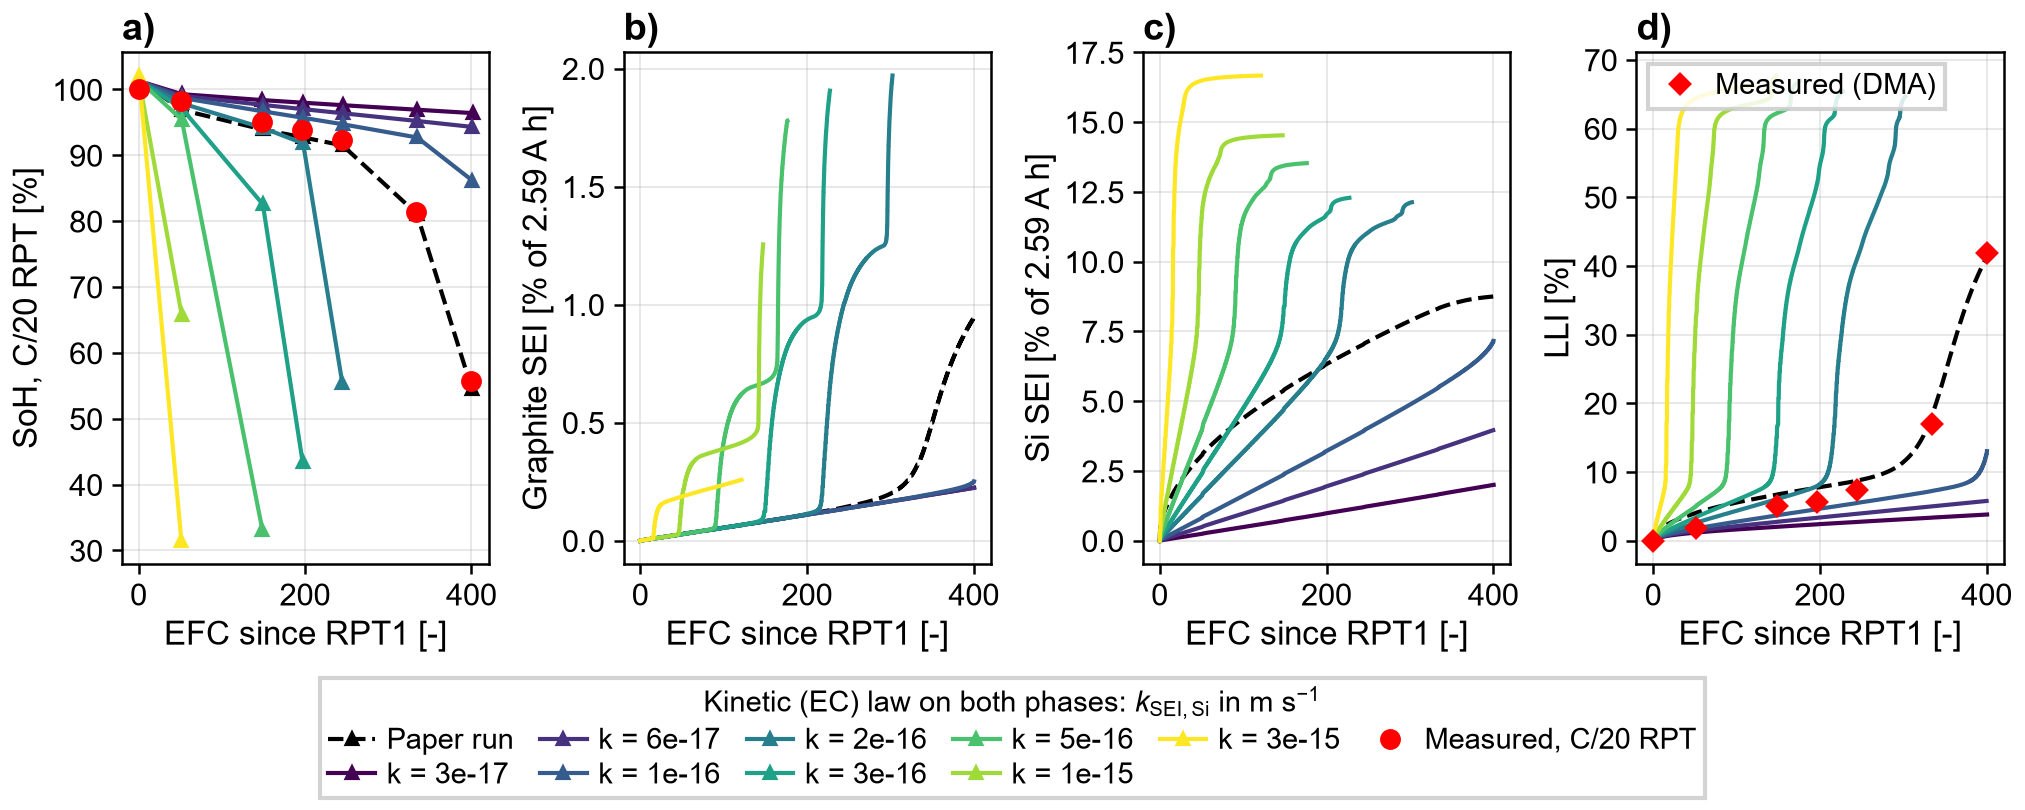 a)
b)
c)
d)
SoH, C/20 RPT [%]
100
90
80
70
60
50
40
30
0
200
400
EFC since RPT1 [-]
Graphite SEI [% of 2.59 A h]
2.0
1.5
1.0
0.5
0.0
0
200
400
EFC since RPT1 [-]
Si SEI [% of 2.59 A h]
17.5
15.0
12.5
10.0
7.5
5.0
2.5
0.0
0
200
400
EFC since RPT1 [-]
LLI [%]
70
60
50
40
30
20
10
0
Measured (DMA)
0
200
400
EFC since RPT1 [-]
Kinetic (EC) law on both phases: k_SEI, Si in m s⁻¹
Paper run
k = 3e-17
k = 6e-17
k = 1e-16
k = 2e-16
k = 3e-16
k = 5e-16
k = 1e-15
k = 3e-15
Measured, C/20 RPT